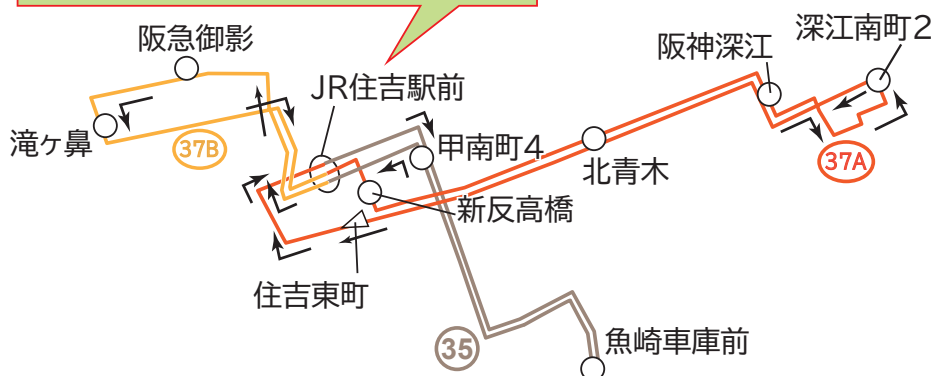 阪急御影
深江南町2
阪神深江
JR住吉駅前
滝ヶ鼻
37B
甲南町4
北青木
37A
新反高橋
住吉東町
35
魚崎車庫前